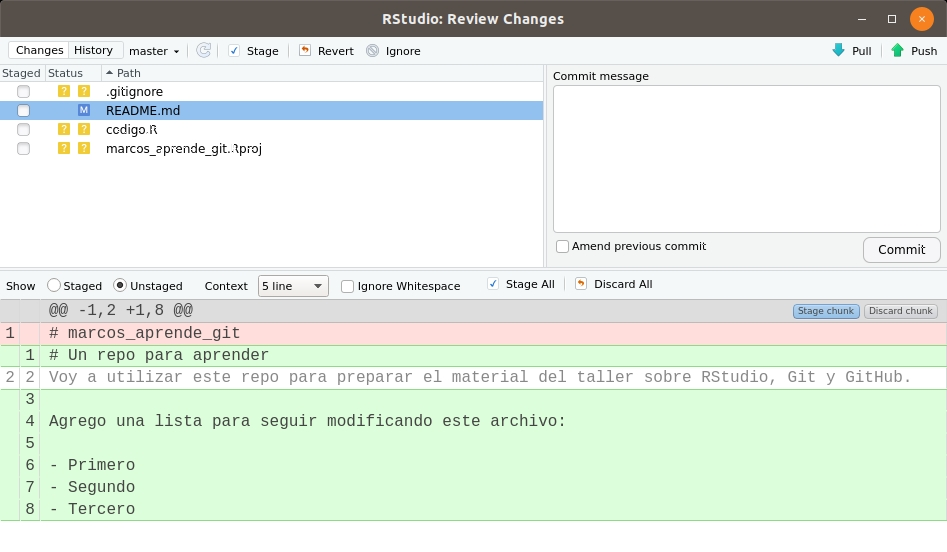 RStudio: Review Changes
Changes History master Stage Revert Ignore Pull Push
Staged Status Path
? ? .gitignore
M README.md
? ? codigo.R
? ? marcos_aprende_git.Rproj
Commit message
Amend previous commit
Commit
Show Staged Unstaged Context 5 line Ignore Whitespace Stage All Discard All
@@ -1,2 +1,8 @@ Stage chunk Discard chunk
1 # marcos_aprende_git
1 # Un repo para aprender
2 2 Voy a utilizar este repo para preparar el material del taller sobre RStudio, Git y GitHub.
3
4 Agrego una lista para seguir modificando este archivo:
5
6 - Primero
7 - Segundo
8 - Tercero